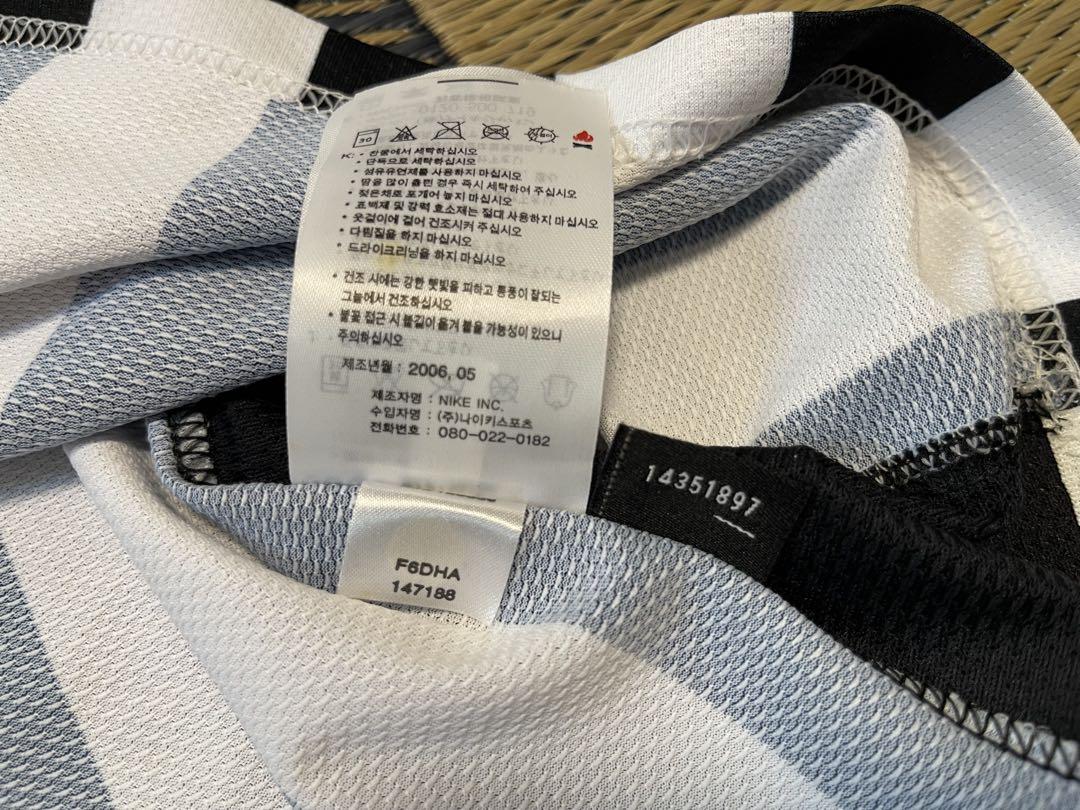 30
K: * 찬물에서 세탁하십시오
* 단독으로 세탁하십시오
* 섬유유연제를 사용하지 마십시오
* 땀을 많이 흘린 경우 즉시 세탁하여 주십시오
* 젖은채로 포개어 놓지 마십시오
* 표백제 및 강력 효소제는 절대 사용하지 마십시오
* 옷걸이에 걸어 건조시켜 주십시오
* 다림질을 하지 마십시오
* 드라이크리닝을 하지 마십시오
* 건조 시에는 강한 햇빛을 피하고 통풍이 잘되는
그늘에서 건조하십시오
* 불꽃 접근 시 불길이 옮겨 붙을 가능성이 있으니
주의하십시오
제조년월 : 2006, 05
제조자명 : NIKE INC.
수입자명 : (주)나이키스포츠
전화번호 : 080-022-0182
14351897
F6DHA
147188